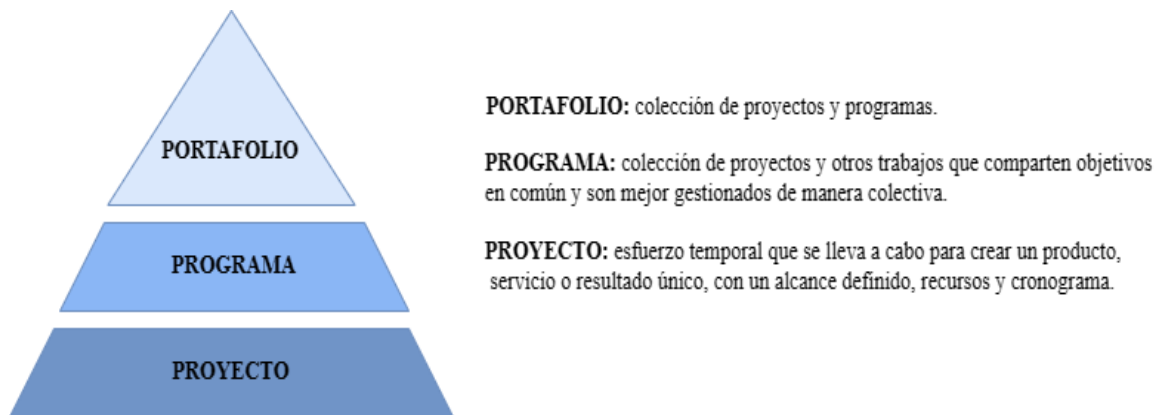 PORTAFOLIO
PROGRAMA
PROYECTO
PORTAFOLIO: colección de proyectos y programas.
PROGRAMA: colección de proyectos y otros trabajos que comparten objetivos
en común y son mejor gestionados de manera colectiva.
PROYECTO: esfuerzo temporal que se lleva a cabo para crear un producto,
servicio o resultado único, con un alcance defínido, recursos y cronograma.